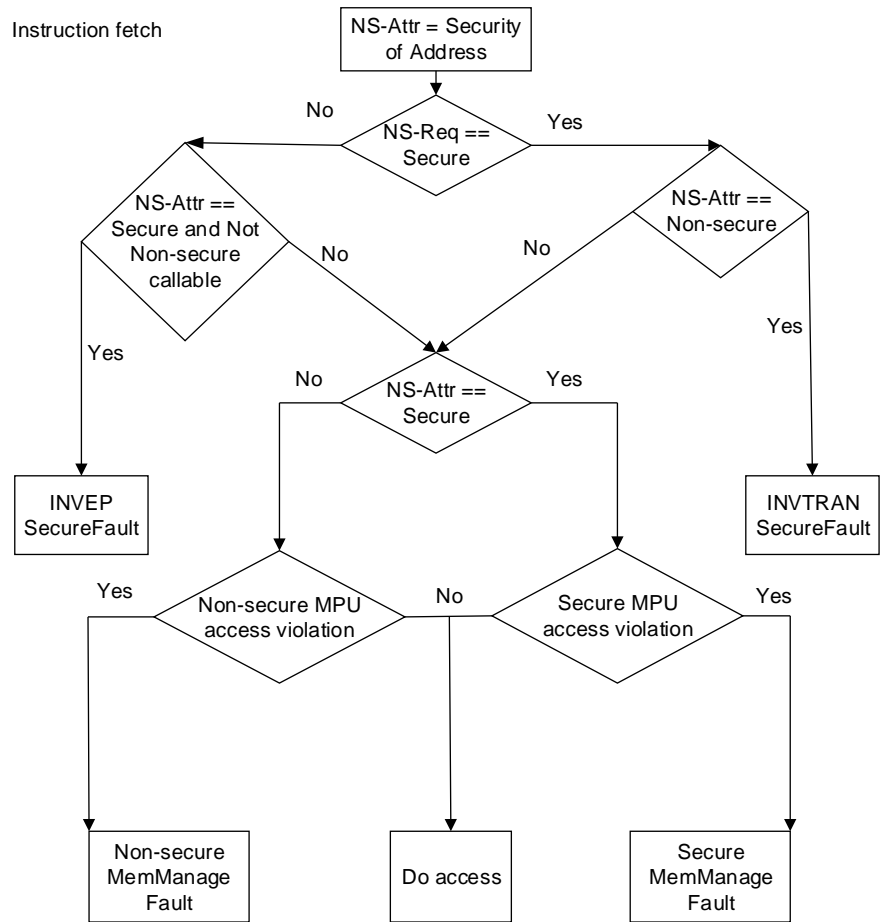 Instruction fetch
NS-Attr = Security
of Address
No
Yes
NS-Req ==
Secure
NS-Attr ==
Secure and Not
Non-secure
callable
NS-Attr ==
Non-secure
No
No
Yes
Yes
No
Yes
NS-Attr ==
Secure
INVEP
SecureFault
INVTRAN
SecureFault
Yes
Non-secure MPU
access violation
No
Secure MPU
access violation
Yes
Non-secure
MemManage
Fault
Do access
Secure
MemManage
Fault